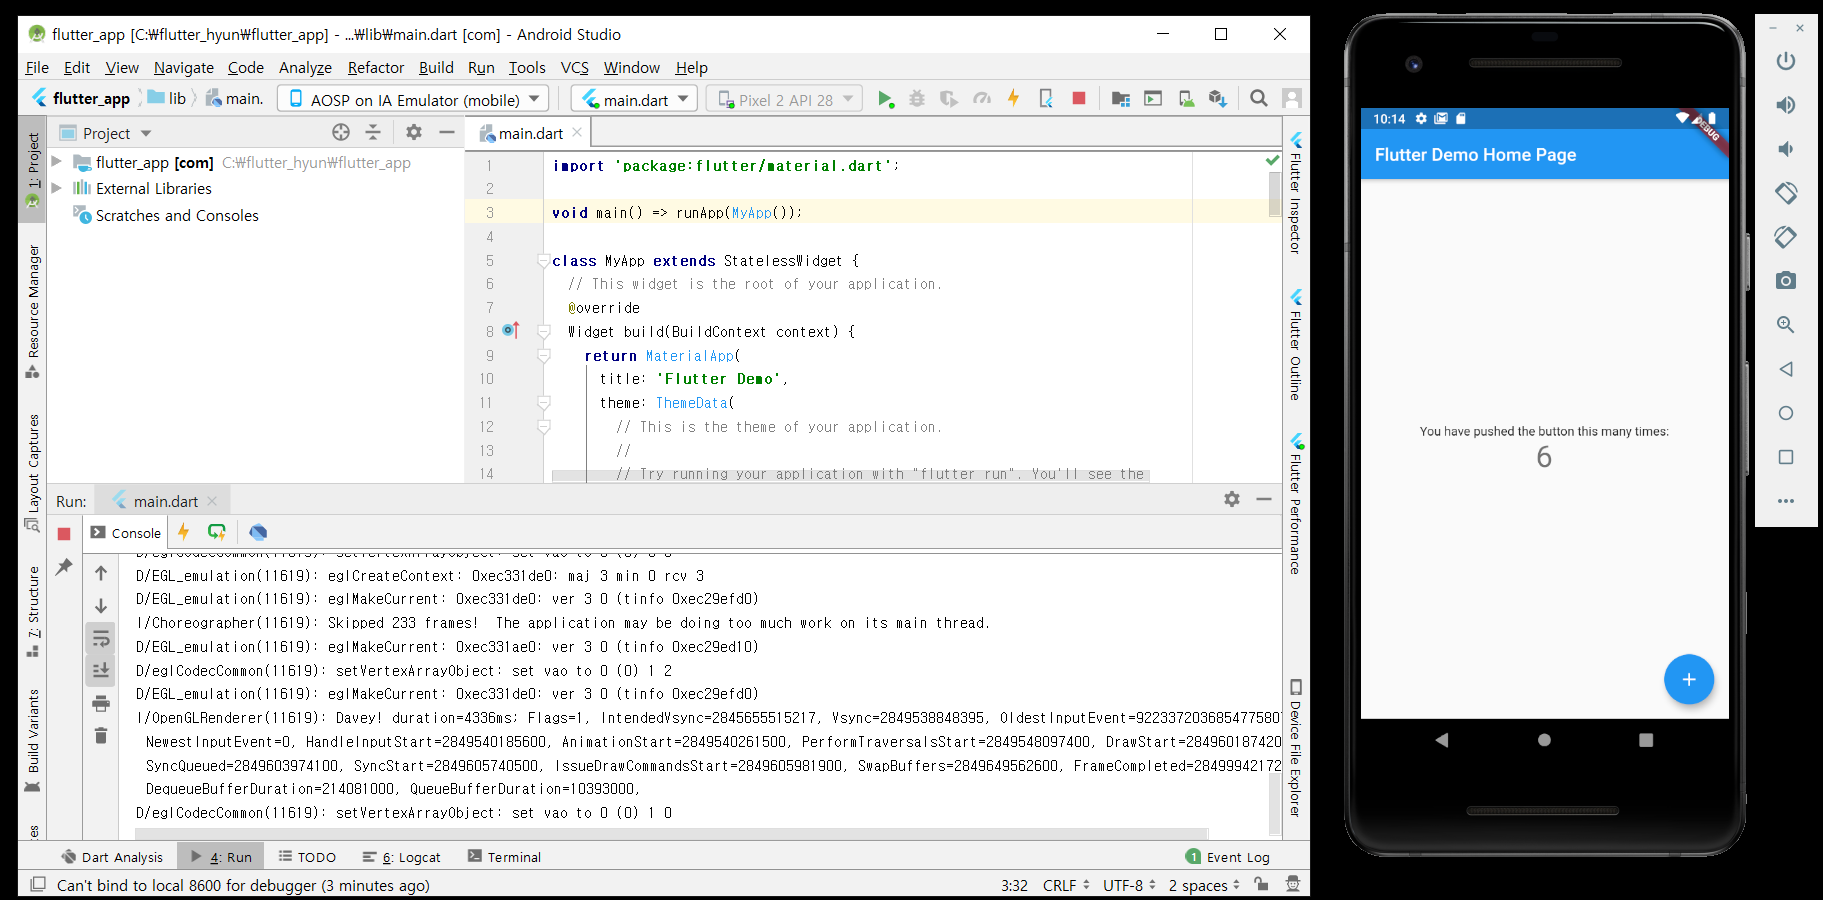 flutter_app [C:₩flutter_hyun₩flutter_app] - ...₩lib₩main.dart [com] - Android Studio
File Edit View Navigate Code Analyze Refactor Build Run Tools VCS Window Help
flutter_app lib main. AOSP on IA Emulator (mobile) main.dart Pixel 2 API 28
Project
main.dart
flutter_app [com] C:₩flutter_hyun₩flutter_app
External Libraries
Scratches and Consoles
1: Project
Resource Manager
Layout Captures
7: Structure
Build Variants
1 import 'package:flutter/material.dart';
2
3 void main() => runApp(MyApp());
4
5 class MyApp extends StatelessWidget {
6 // This widget is the root of your application.
7 @override
8 Widget build(BuildContext context) {
9 return MaterialApp(
10 title: 'Flutter Demo',
11 theme: ThemeData(
12 // This is the theme of your application.
13 //
14 // Try running your application with "flutter run". You'll see the
Flutter Inspector
Flutter Outline
Flutter Performance
Device File Explorer
Run: main.dart
Console
D/eglCodecCommon(11619): setVertexArrayObject: set vao to 0 (0) 0 0
D/EGL_emulation(11619): eglCreateContext: 0xec331de0: maj 3 min 0 rcv 3
D/EGL_emulation(11619): eglMakeCurrent: 0xec331de0: ver 3 0 (tinfo 0xec29efd0)
I/Choreographer(11619): Skipped 233 frames!  The application may be doing too much work on its main thread.
D/EGL_emulation(11619): eglMakeCurrent: 0xec331ae0: ver 3 0 (tinfo 0xec29ed10)
D/eglCodecCommon(11619): setVertexArrayObject: set vao to 0 (0) 1 2
D/EGL_emulation(11619): eglMakeCurrent: 0xec331de0: ver 3 0 (tinfo 0xec29efd0)
I/OpenGLRenderer(11619): Davey! duration=4336ms; Flags=1, IntendedVsync=2845655515217, Vsync=2849538848395, OldestInputEvent=922337203685477580
NewestInputEvent=0, HandleInputStart=2849540185600, AnimationStart=2849540261500, PerformTraversalsStart=2849548097400, DrawStart=284960187420
SyncQueued=2849603974100, SyncStart=2849605740500, IssueDrawCommandsStart=2849605981900, SwapBuffers=2849649562600, FrameCompleted=28499942172
DequeueBufferDuration=214081000, QueueBufferDuration=10393000,
D/eglCodecCommon(11619): setVertexArrayObject: set vao to 0 (0) 1 0
Dart Analysis 4: Run TODO 6: Logcat Terminal 1 Event Log
Can't bind to local 8600 for debugger (3 minutes ago) 3:32 CRLF UTF-8 2 spaces
10:14
DEBUG
Flutter Demo Home Page
You have pushed the button this many times:
6